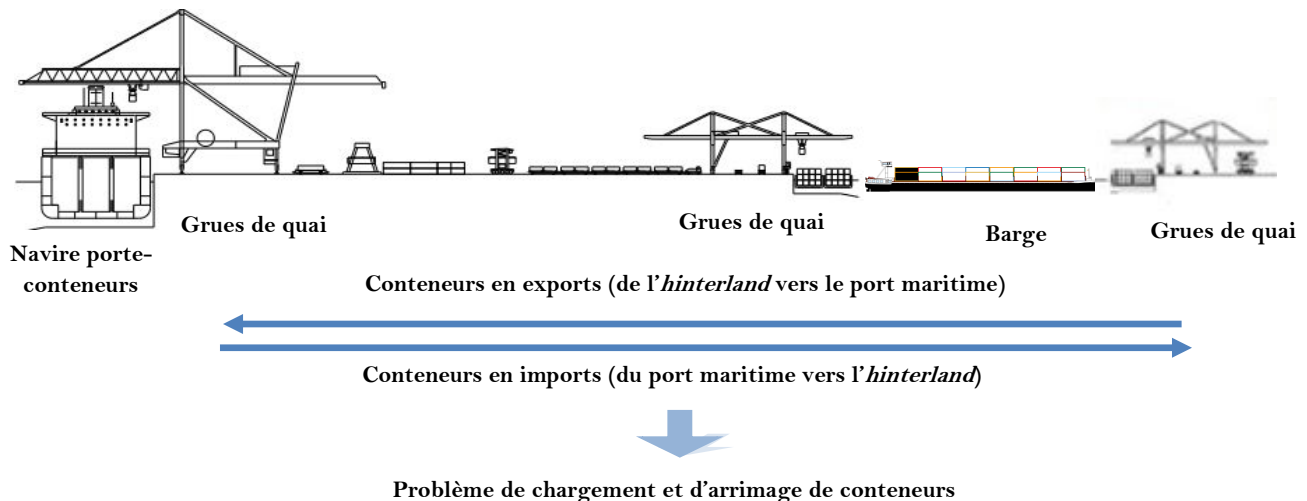 Grues de quai
Grues de quai
Barge
Grues de quai
Navire porte-
conteneurs
Conteneurs en exports (de l’hinterland vers le port maritime)
Conteneurs en imports (du port maritime vers l’hinterland)
Problème de chargement et d’arrimage de conteneurs